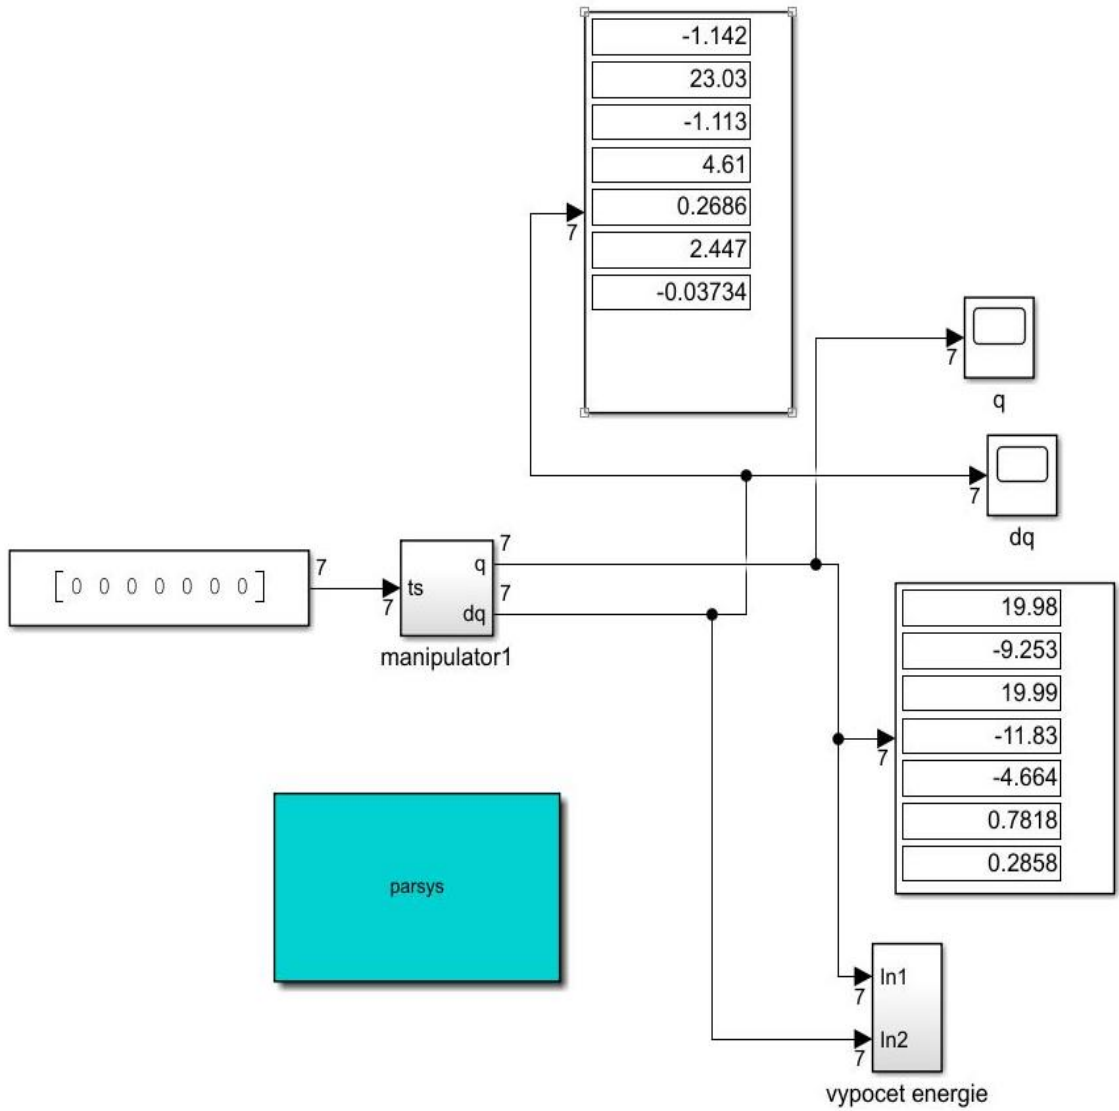 -1.142
23.03
-1.113
4.61
0.2686
2.447
-0.03734
7
7
q
7
dq
[0 0 0 0 0 0 0]
7
7
ts
q
dq
7
7
manipulator1
19.98
-9.253
19.99
-11.83
-4.664
0.7818
0.2858
7
parsys
7
In1
7
In2
vypocet energie